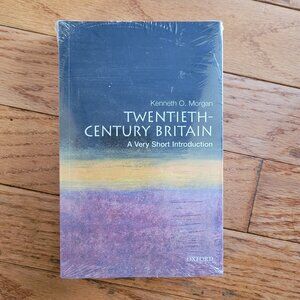 Kenneth O. Morgan
TWENTIETH-
CENTURY BRITAIN
A Very Short Introduction
OXFORD